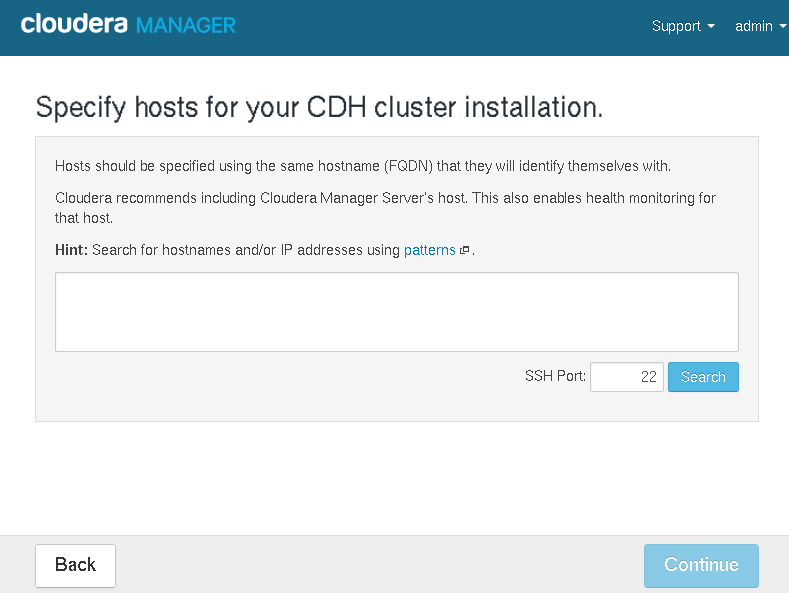 cloudera MANAGER
Support admin
Specify hosts for your CDH cluster installation.
Hosts should be specified using the same hostname (FQDN) that they will identify themselves with.
Cloudera recommends including Cloudera Manager Server's host. This also enables health monitoring for
that host.
Hint: Search for hostnames and/or IP addresses using patterns .
SSH Port: 22 Search
Back Continue